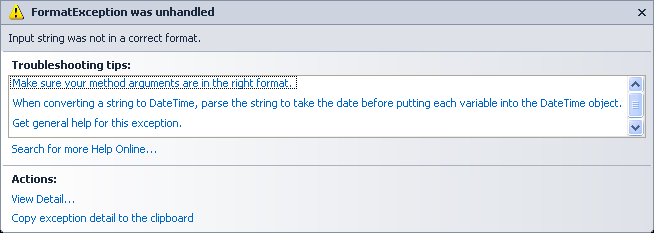 FormatException was unhandled
Input string was not in a correct format.
Troubleshooting tips:
Make sure your method arguments are in the right format.
When converting a string to DateTime, parse the string to take the date before putting each variable into the DateTime object.
Get general help for this exception.
Search for more Help Online...
Actions:
View Detail...
Copy exception detail to the clipboard